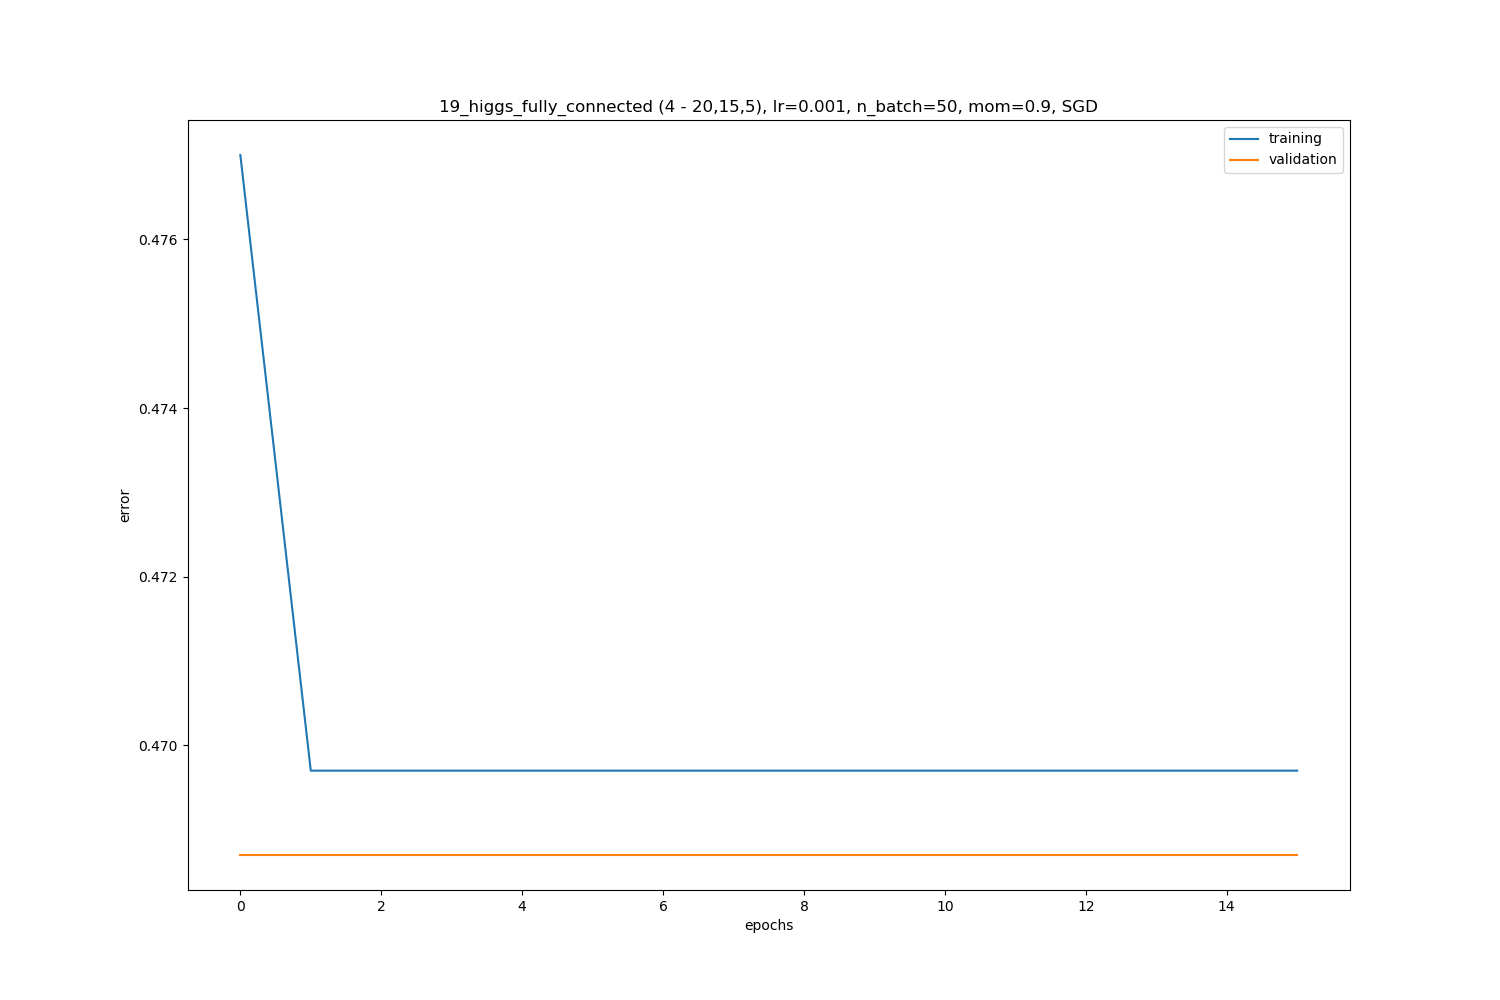 19_higgs_fully_connected (4 - 20,15,5), lr=0.001, n_batch=50, mom=0.9, SGD
training
validation
0.476
0.474
0.472
0.470
error
0 2 4 6 8 10 12 14
epochs